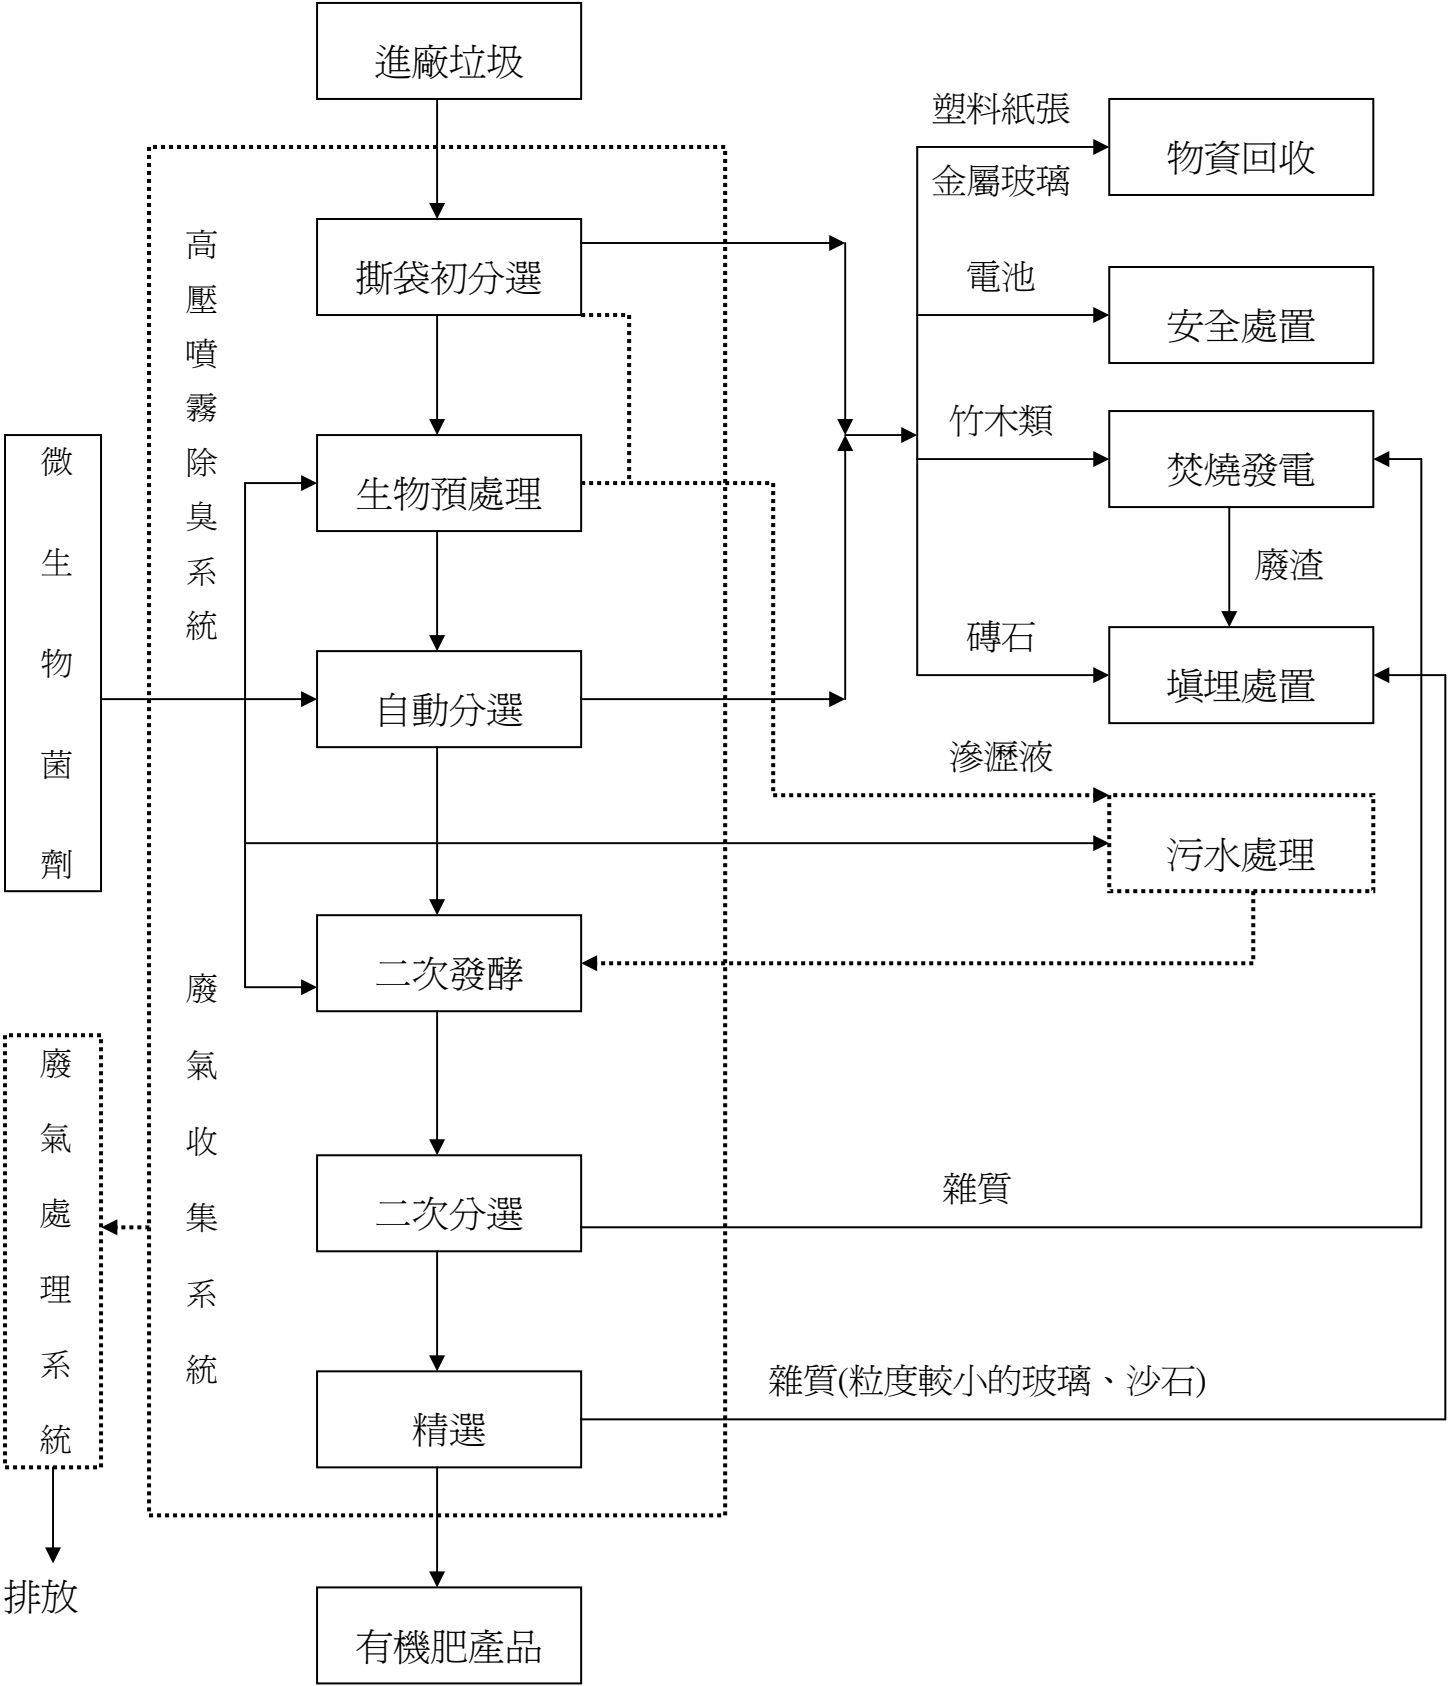 進廠垃圾
塑料紙張
金屬玻璃
物資回收
高壓噴霧除臭系統
撕袋初分選
電池
安全處置
竹木類
焚燒發電
微生物菌劑
生物預處理
廢渣
磚石
填埋處置
自動分選
滲瀝液
污水處理
二次發酵
廢氣收集系統
廢氣處理系統
雜質
二次分選
雜質(粒度較小的玻璃、沙石)
精選
排放
有機肥產品